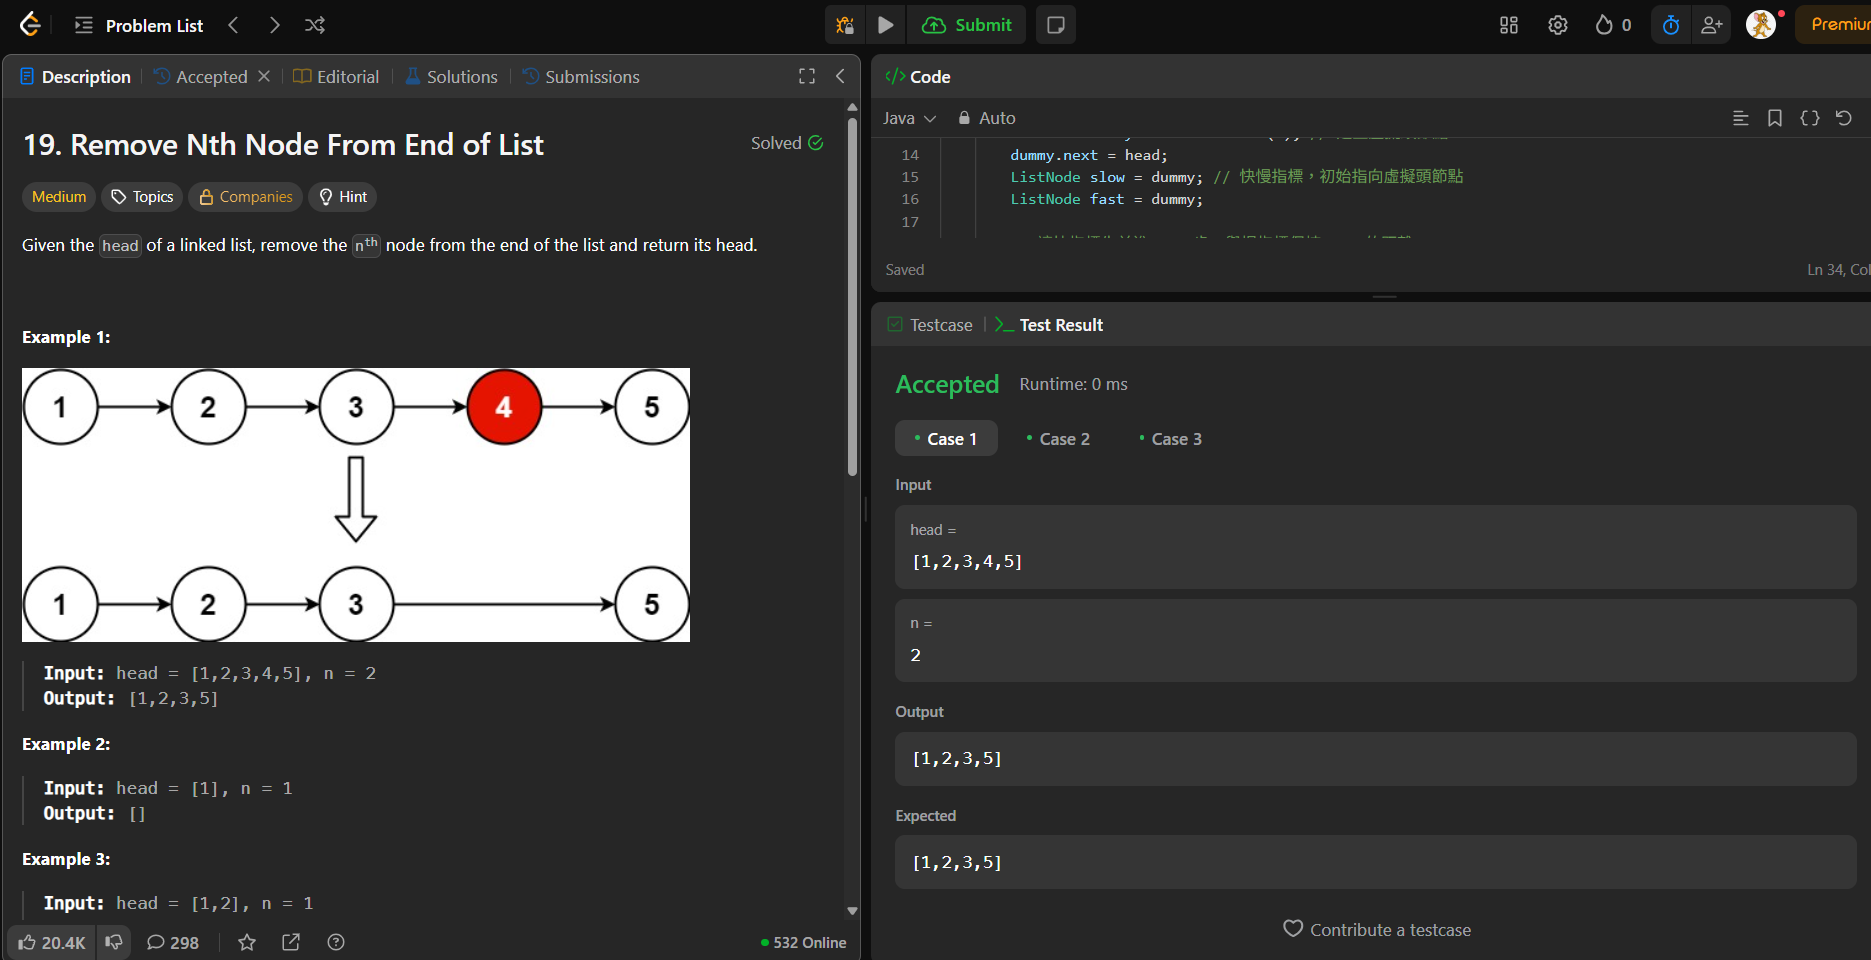 Problem List
Submit
0
Premiu
Description
Accepted
Editorial
Solutions
Submissions
19. Remove Nth Node From End of List
Solved
Medium
Topics
Companies
Hint
Given the head of a linked list, remove the nth node from the end of the list and return its head.
Example 1:
1 2 3 4 5
1 2 3 5
Input: head = [1,2,3,4,5], n = 2
Output: [1,2,3,5]
Example 2:
Input: head = [1], n = 1
Output: []
Example 3:
Input: head = [1,2], n = 1
20.4K
298
532 Online
</> Code
Java
Auto
14 dummy.next = head;
15 ListNode slow = dummy; // 快慢指標，初始指向虛擬頭節點
16 ListNode fast = dummy;
17
Saved
Ln 34, Col
Testcase
Test Result
Accepted
Runtime: 0 ms
Case 1
Case 2
Case 3
Input
head =
[1,2,3,4,5]
n =
2
Output
[1,2,3,5]
Expected
[1,2,3,5]
Contribute a testcase